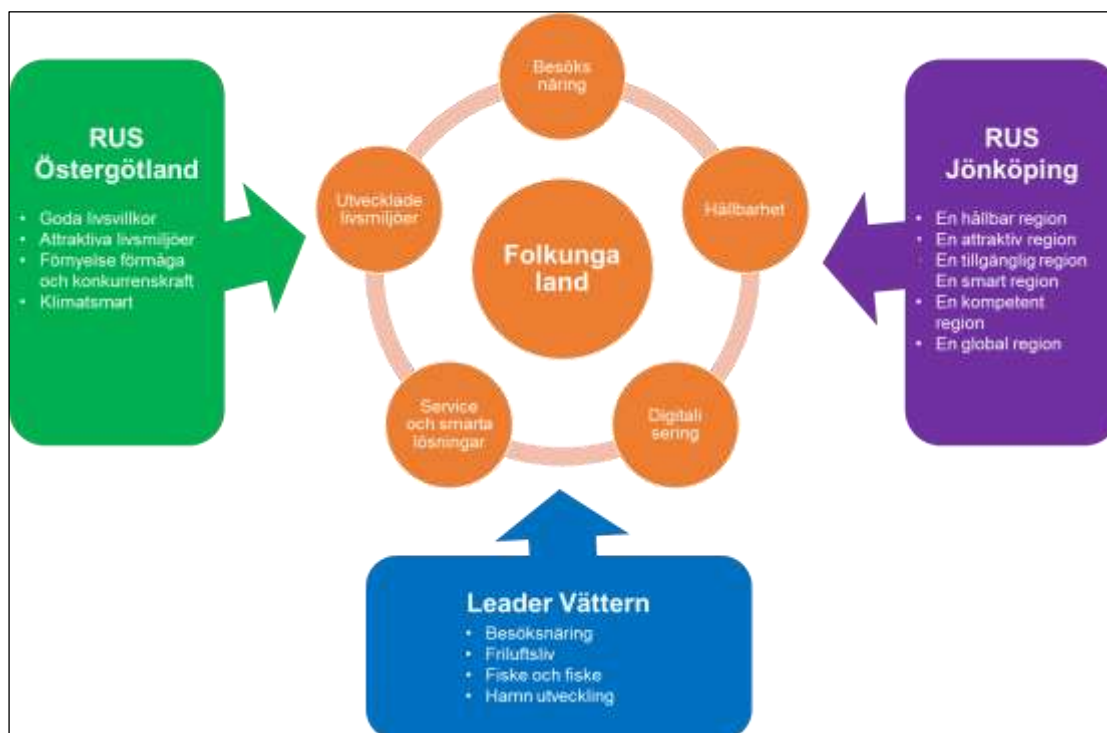 RUS
Östergötland
• Goda livsvillkor
• Attraktiva livsmiljöer
• Förnyelse förmåga
och konkurrenskraft
• Klimatsmart
Besöks
näring
Utvecklade
livsmiljöer
Hållbarhet
Folkunga
land
Service
och smarta
lösningar
Digitali
sering
RUS
Jönköping
• En hållbar region
• En attraktiv region
• En tillgänglig region
En smart region
• En kompetent
region
• En global region
Leader Vättern
• Besöksnäring
• Friluftsliv
• Fiske och fiske
• Hamn utveckling